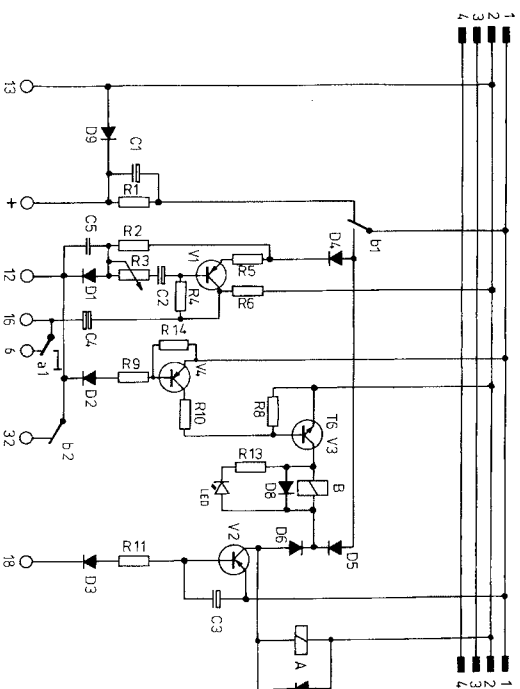 4 3 2 1
13
D9
C1
R1
+
b1
C5
R2
R3
D1
12
C2
V1
R4
R5
R6
D4
16
C4
6
a1
R14
V4
D2
R9
R10
R8
T6 V3
b2
32
R13
LED
D8
B
D6
D5
V2
R11
D3
18
C3
A
4 3 2 1